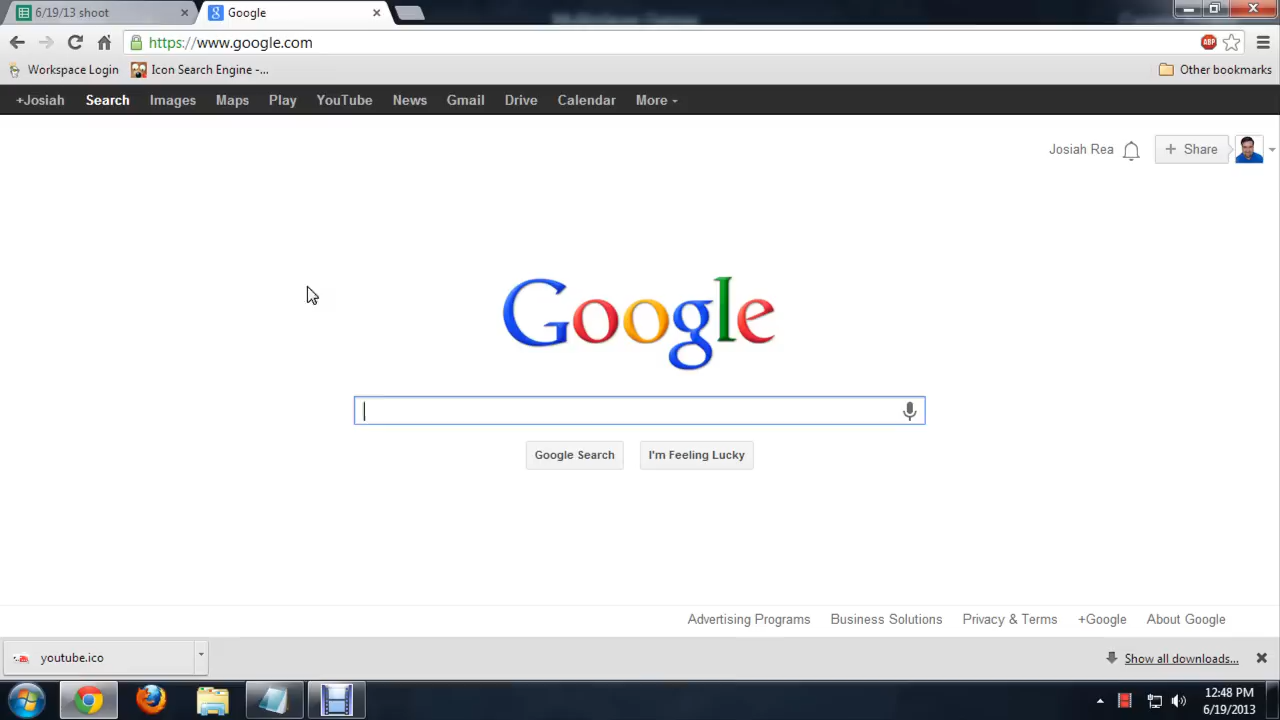 6/19/13 shoot
Google
https://www.google.com
ABP
Workspace Login
Icon Search Engine -...
Other bookmarks
+Josiah Search Images Maps Play YouTube News Gmail Drive Calendar More
Josiah Rea
+ Share
Google
Google Search
I'm Feeling Lucky
Advertising Programs Business Solutions Privacy & Terms +Google About Google
youtube.ico
Show all downloads...
12:48 PM
6/19/2013